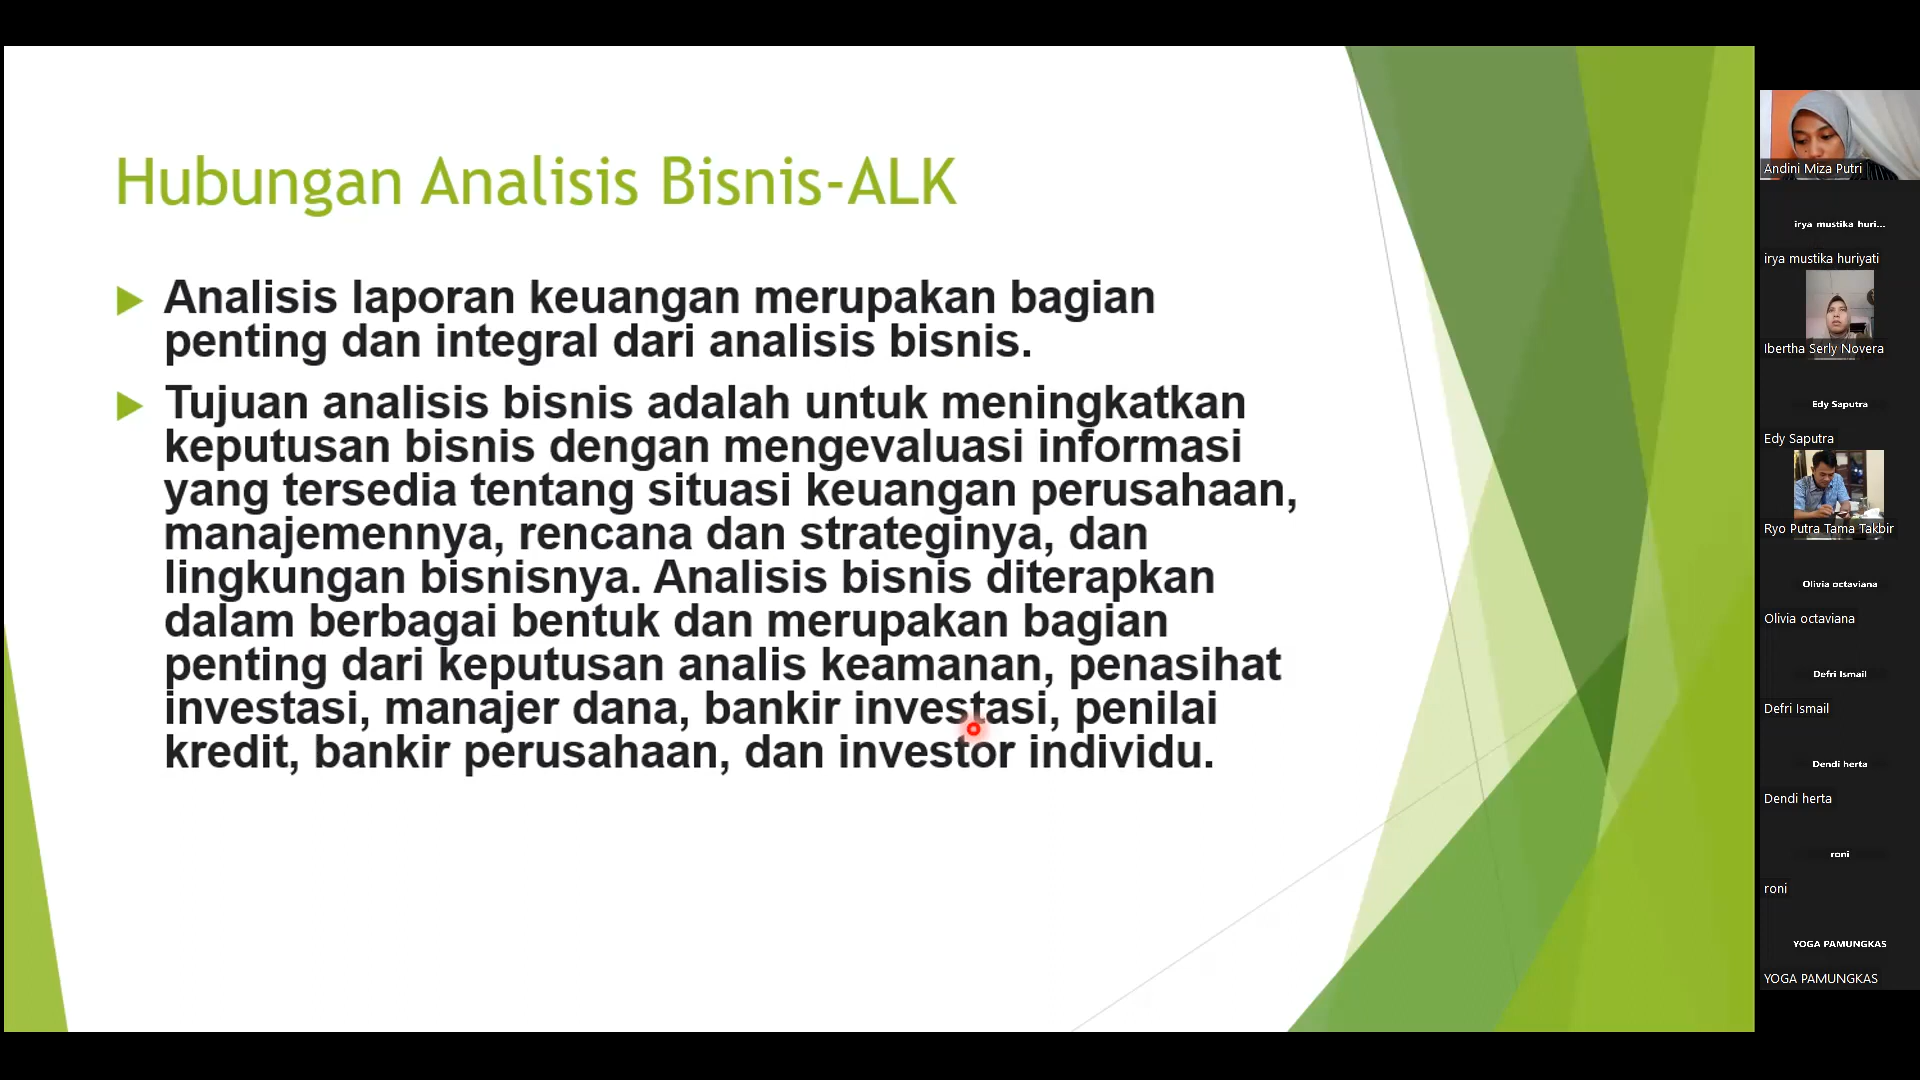 Hubungan Analisis Bisnis-ALK
Analisis laporan keuangan merupakan bagian
penting dan integral dari analisis bisnis.
Tujuan analisis bisnis adalah untuk meningkatkan
keputusan bisnis dengan mengevaluasi informasi
yang tersedia tentang situasi keuangan perusahaan,
manajemennya, rencana dan strateginya, dan
lingkungan bisnisnya. Analisis bisnis diterapkan
dalam berbagai bentuk dan merupakan bagian
penting dari keputusan analis keamanan, penasihat
investasi, manajer dana, bankir investasi, penilai
kredit, bankir perusahaan, dan investor individu.
Andini Miza Putri
irya mustika huri...
irya mustika huriyati
Ibertha Serly Novera
Edy Saputra
Edy Saputra
Ryo Putra Tama Takbir
Olivia octaviana
Olivia octaviana
Defri Ismail
Defri Ismail
Dendi herta
Dendi herta
roni
roni
YOGA PAMUNGKAS
YOGA PAMUNGKAS